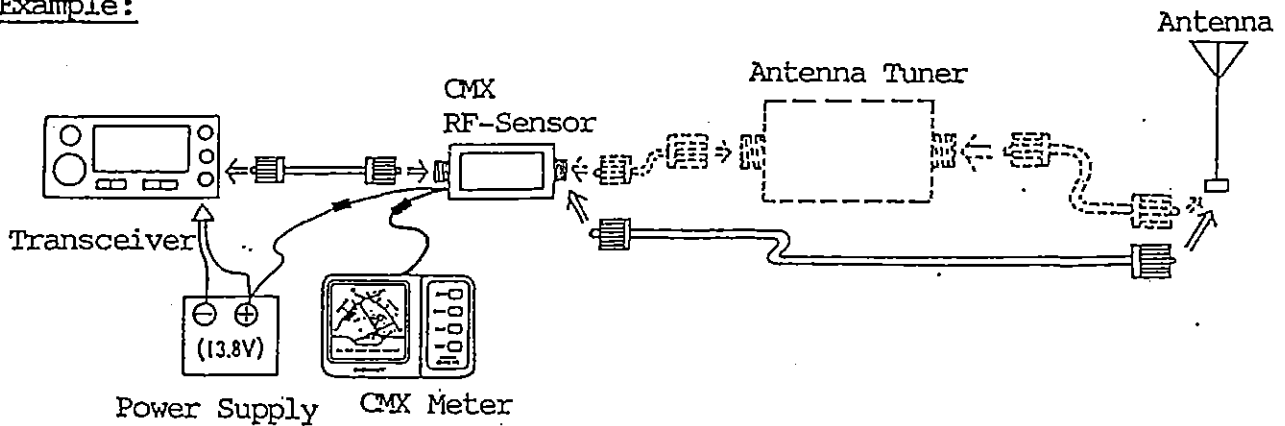 Example:
Antenna
Antenna Tuner
CMX
RF-Sensor
Transceiver
(13.8V)
Power Supply
CMX Meter